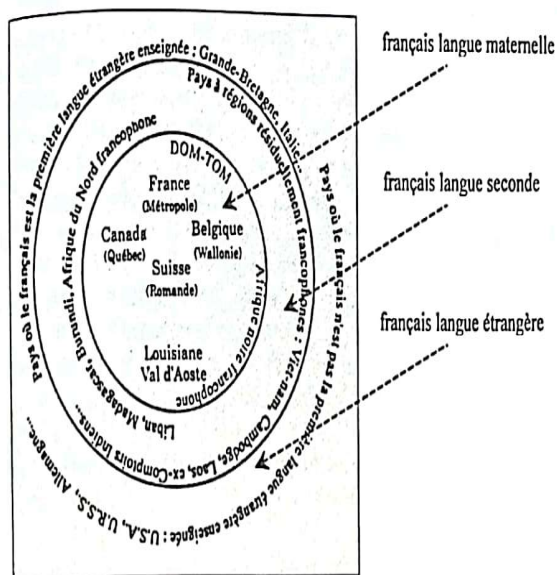 français langue maternelle
français langue seconde
français langue étrangère
Pays où le français est la première langue étrangère enseignée : Grande-Bretagne, Italie...
Pays où le français n'est pas la première langue étrangère enseignée : U.S.A., U.R.S.S., Allemagne...
Pays à régions résiduellement francophones : Viet-nam, Cambodge, Laos, ex-Comptoirs Indiens...
Liban, Madagascar, Burundi, Afrique du Nord francophone
Afrique noire francophone
DOM-TOM
France
(Métropole)
Canada
(Québec)
Belgique
(Wallonie)
Suisse
(Romande)
Louisiane
Val d'Aoste